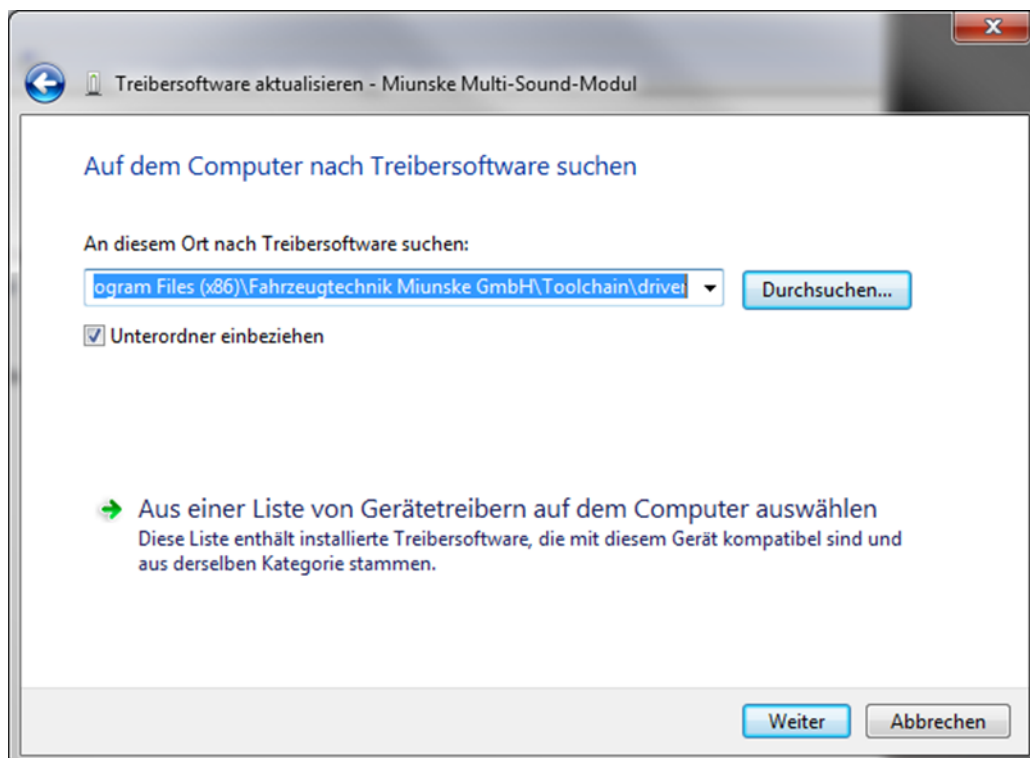 Treibersoftware aktualisieren - Miunske Multi-Sound-Modul
Auf dem Computer nach Treibersoftware suchen
An diesem Ort nach Treibersoftware suchen:
ogram Files (x86)\Fahrzeugtechnik Miunske GmbH\Toolchain\driver
Durchsuchen...
Unterordner einbeziehen
Aus einer Liste von Gerätetreibern auf dem Computer auswählen
Diese Liste enthält installierte Treibersoftware, die mit diesem Gerät kompatibel sind und
aus derselben Kategorie stammen.
Weiter
Abbrechen